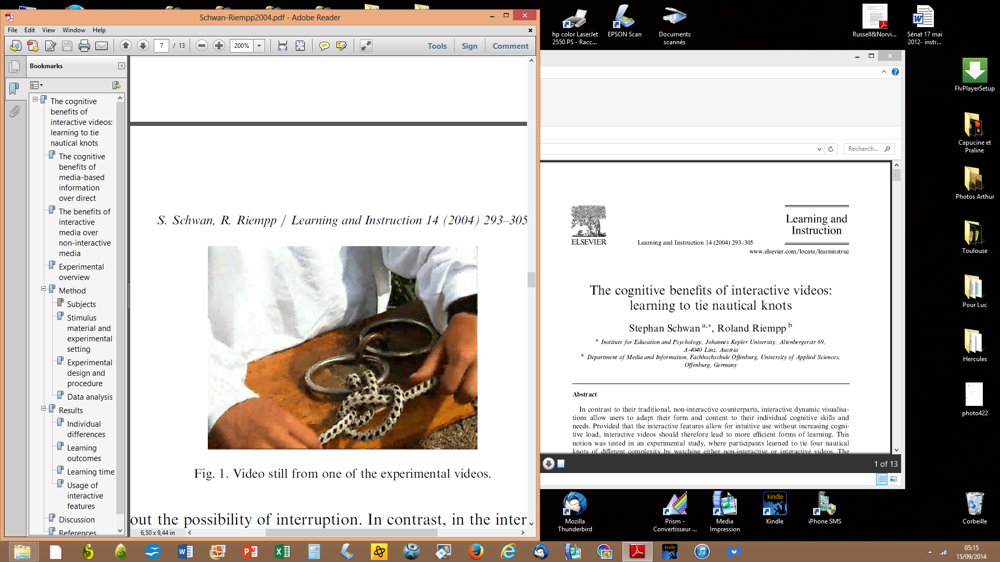 Schwan-Riempp2004.pdf - Adobe Reader
File Edit View Window Help
7 / 13
200%
Tools Sign Comment
Bookmarks
The cognitive
benefits of
interactive videos:
learning to tie
nautical knots
The cognitive
benefits of
media-based
information
over direct
The benefits of
interactive
media over
non-interactive
media
Experimental
overview
Method
Subjects
Stimulus
material and
experimental
setting
Experimental
design and
procedure
Data analysis
Results
Individual
differences
Learning
outcomes
Learning time
Usage of
interactive
features
Discussion
References
S. Schwan, R. Riempp / Learning and Instruction 14 (2004) 293–305
Fig. 1. Video still from one of the experimental videos.
out the possibility of interruption. In contrast, in the inter
6,50 x 9,44 in
Recherch...
ELSEVIER
Learning and Instruction 14 (2004) 293–305
Learning and
Instruction
www.elsevier.com/locate/learninstruc
The cognitive benefits of interactive videos:
learning to tie nautical knots
Stephan Schwan a,*, Roland Riempp b
a Institute for Education and Psychology, Johannes Kepler University, Altenbergerstr 69,
A-4040 Linz, Austria
b Department of Media and Information, Fachhochschule Offenburg, University of Applied Sciences,
Offenburg, Germany
Abstract
In contrast to their traditional, non-interactive counterparts, interactive dynamic visualisa-
tions allow users to adapt their form and content to their individual cognitive skills and
needs. Provided that the interactive features allow for intuitive use without increasing cogni-
tive load, interactive videos should therefore lead to more efficient forms of learning. This
notion was tested in an experimental study, where participants learned to tie four nautical
knots of different complexity by watching either non-interactive or interactive videos. The
1 of 13
hp color LaserJet
2550 PS - Racc...
EPSON Scan
Documents
scannés
Russell&Norvi...
Sénat 17 mai
2012- instr...
FlvPlayerSetup
Capucine et
Praline
Photos Arthur
Toulouse
Pour Luc
Hercules
photo422
Mozilla
Thunderbird
Prism -
Convertisseur ...
Media
Impression
kindle
Kindle
iPhone SMS
Corbeille
kindle
05:15
15/09/2014